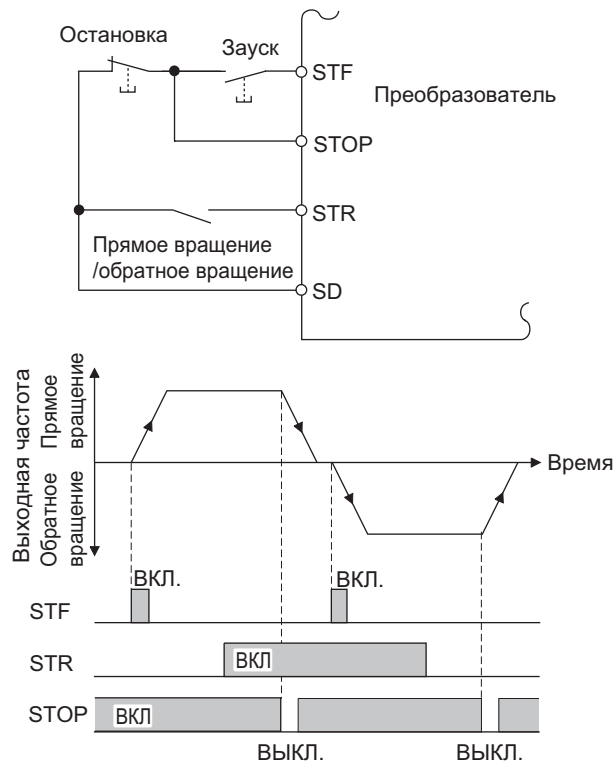 Остановка
Зауск
STF
Преобразователь
STOP
STR
Прямое вращение
/обратное вращение
SD
Выходная частота
Прямое
вращение
Обратное
вращение
Время
ВКЛ.
ВКЛ.
STF
STR
ВКЛ
STOP
ВКЛ
ВЫКЛ.
ВЫКЛ.